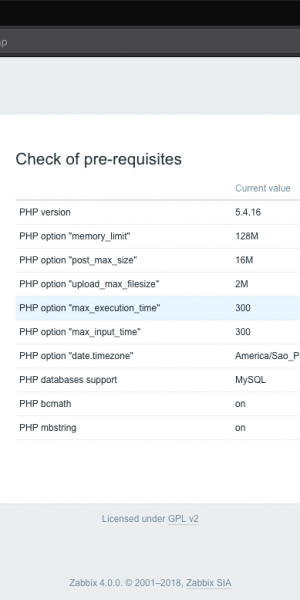 Check of pre-requisites
Current value
PHP version 5.4.16
PHP option "memory_limit" 128M
PHP option "post_max_size" 16M
PHP option "upload_max_filesize" 2M
PHP option "max_execution_time" 300
PHP option "max_input_time" 300
PHP option "date.timezone" America/Sao_P
PHP databases support MySQL
PHP bcmath on
PHP mbstring on
Licensed under GPL v2
Zabbix 4.0.0. © 2001–2018, Zabbix SIA